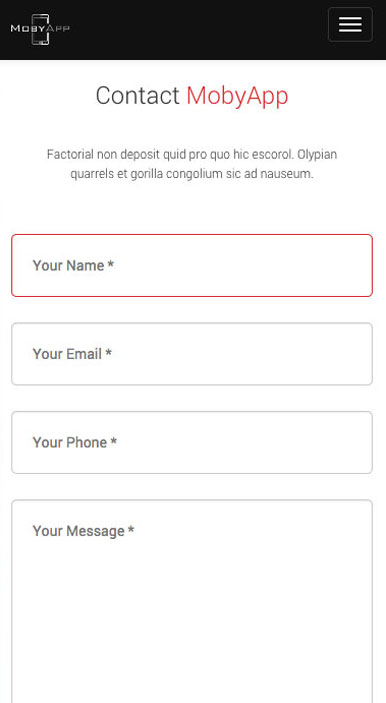 MOBYAPP
Contact MobyApp
Factorial non deposit quid pro quo hic escorol. Olypian
quarrels et gorilla congolium sic ad nauseum.
Your Name *
Your Email *
Your Phone *
Your Message *